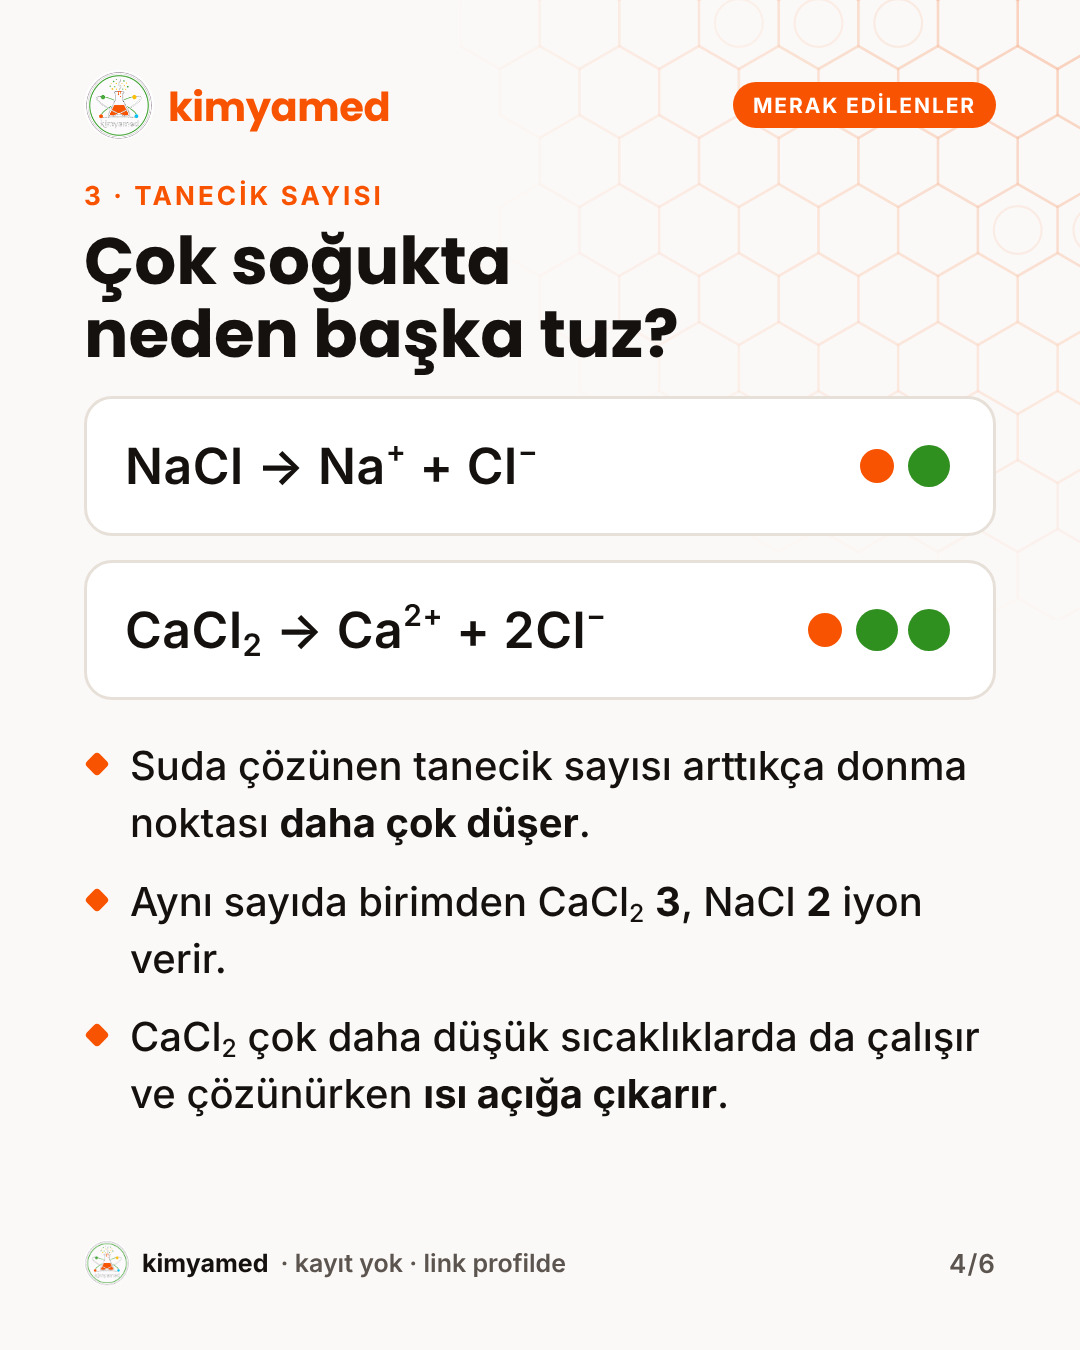 kimyamed
MERAK EDİLENLER
3 · TANECİK SAYISI
Çok soğukta
neden başka tuz?
NaCl → Na⁺ + Cl⁻
CaCl₂ → Ca²⁺ + 2Cl⁻
Suda çözünen tanecik sayısı arttıkça donma
noktası daha çok düşer.
Aynı sayıda birimden CaCl₂ 3, NaCl 2 iyon
verir.
CaCl₂ çok daha düşük sıcaklıklarda da çalışır
ve çözünürken ısı açığa çıkarır.
kimyamed · kayıt yok · link profilde
4/6